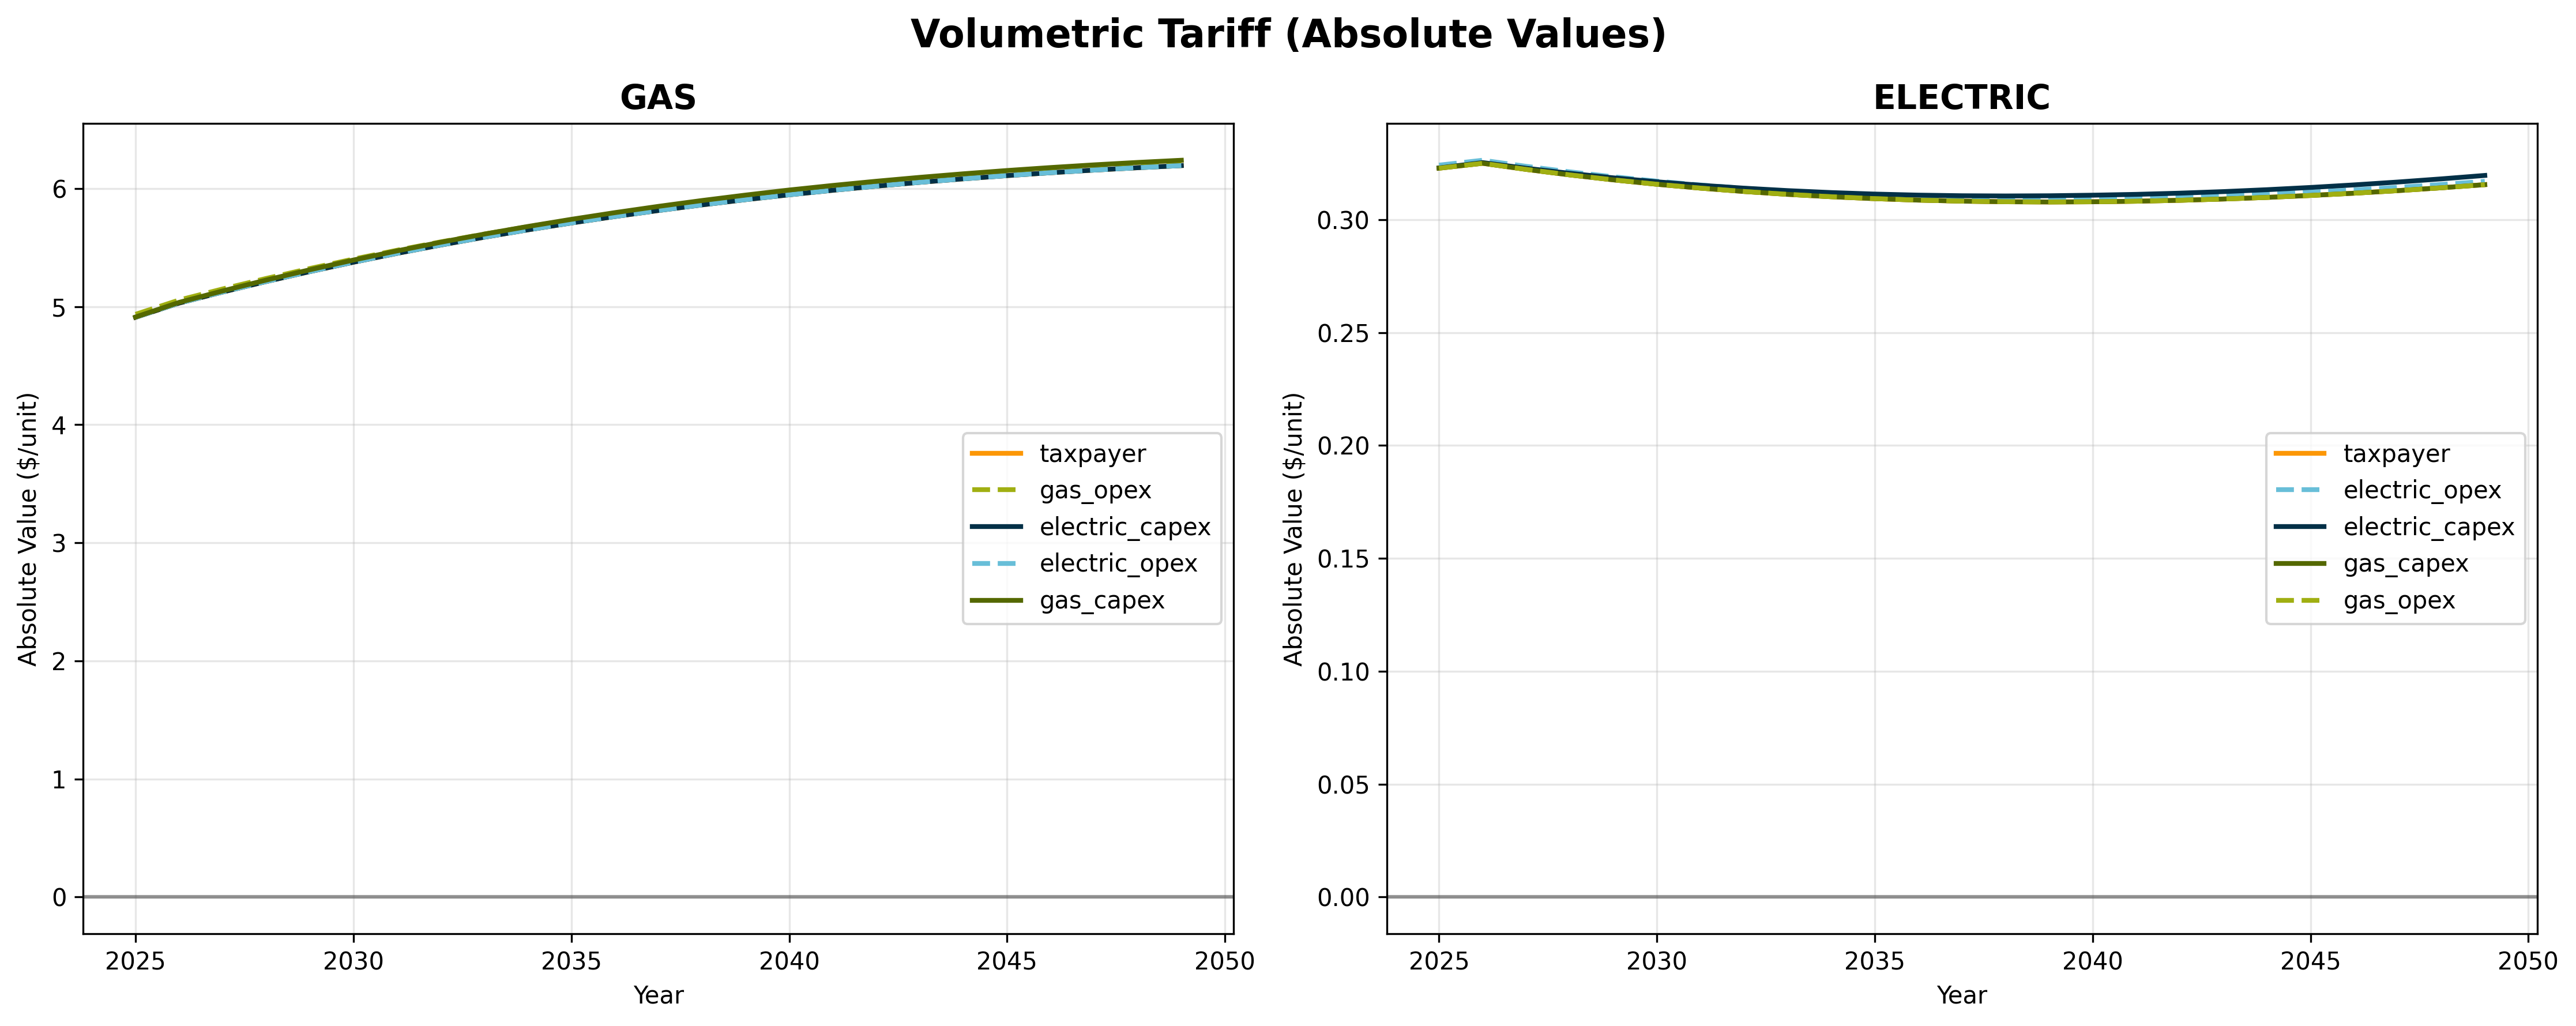 Volumetric Tariff (Absolute Values)
GAS
Absolute Value ($/unit)
6
5
4
3
2
1
0
2025 2030 2035 2040 2045 2050
Year
taxpayer
gas_opex
electric_capex
electric_opex
gas_capex
ELECTRIC
Absolute Value ($/unit)
0.30
0.25
0.20
0.15
0.10
0.05
0.00
2025 2030 2035 2040 2045 2050
Year
taxpayer
electric_opex
electric_capex
gas_capex
gas_opex